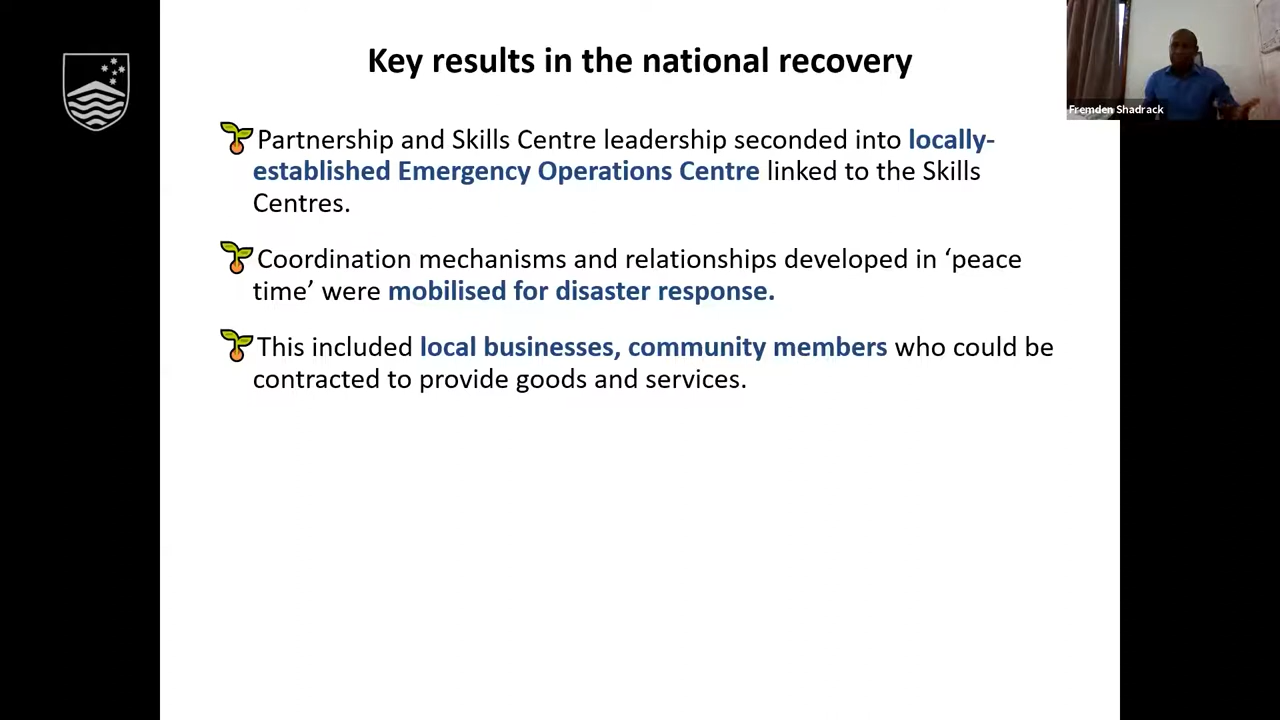 Key results in the national recovery
Fremden Shadrack
Partnership and Skills Centre leadership seconded into locally-
established Emergency Operations Centre linked to the Skills
Centres.
Coordination mechanisms and relationships developed in ‘peace
time’ were mobilised for disaster response.
This included local businesses, community members who could be
contracted to provide goods and services.